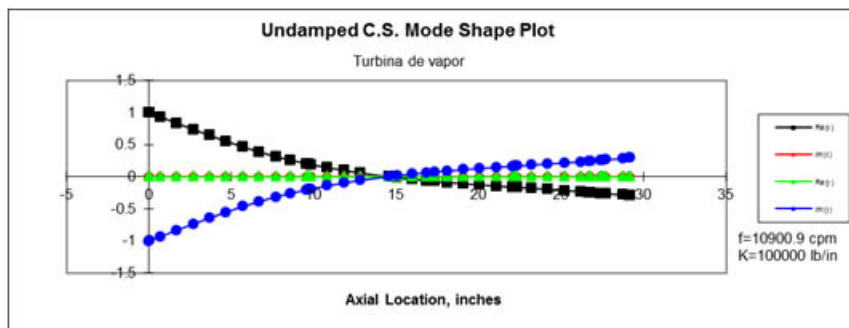 Undamped C.S. Mode Shape Plot
Turbina de vapor
1.5
1
0.5
0
-0.5
-1
-1.5
-5 0 5 10 15 20 25 30 35
Axial Location, inches
f=10900.9 cpm
K=100000 lb/in